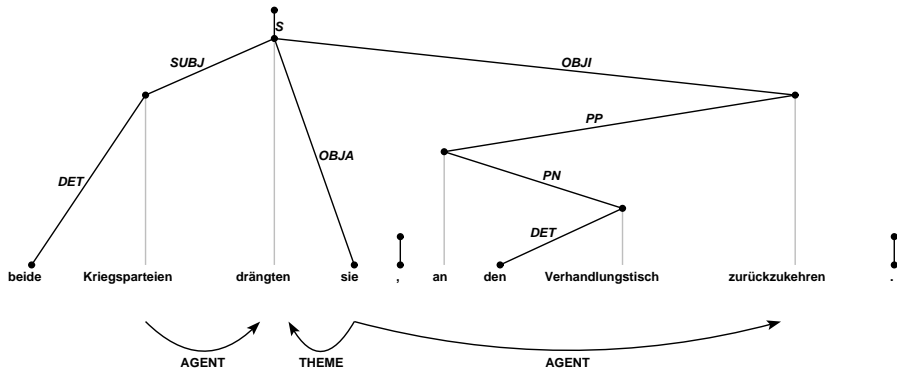 S
SUBJ
OBJI
PP
OBJA
DET
PN
DET
beide Kriegsparteien drängten sie , an den Verhandlungstisch zurückzukehren .
AGENT THEME AGENT